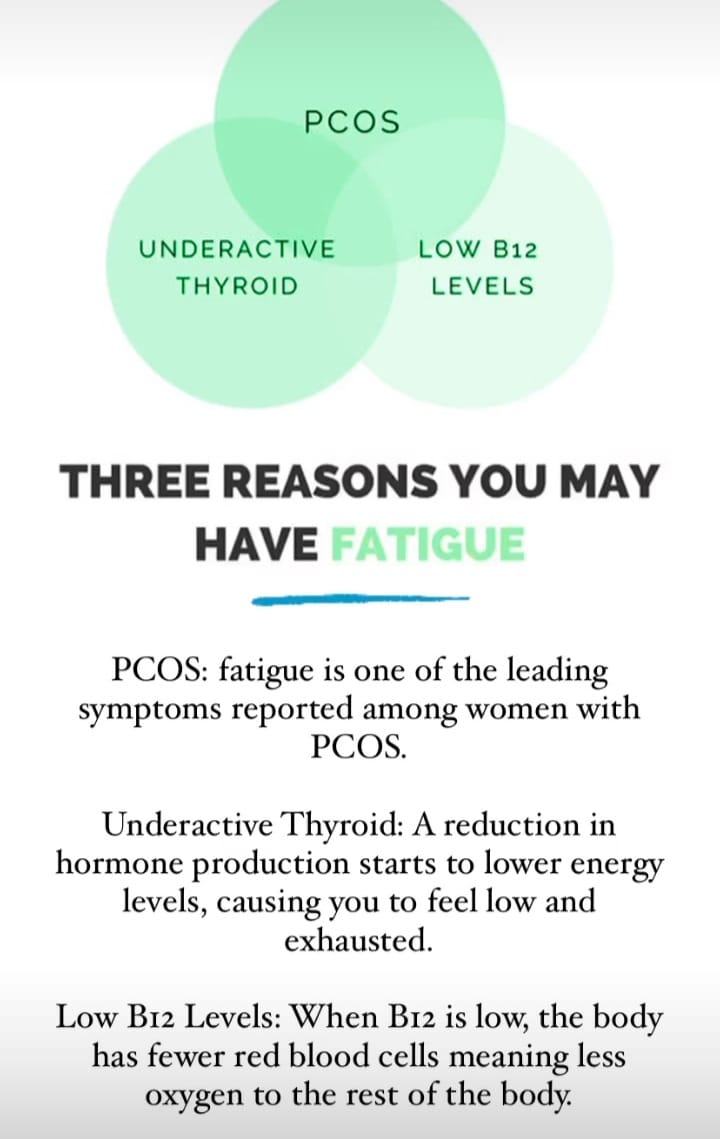 PCOS
UNDERACTIVE
THYROID
LOW B12
LEVELS
THREE REASONS YOU MAY
HAVE FATIGUE
PCOS: fatigue is one of the leading
symptoms reported among women with
PCOS.
Underactive Thyroid: A reduction in
hormone production starts to lower energy
levels, causing you to feel low and
exhausted.
Low B12 Levels: When B12 is low, the body
has fewer red blood cells meaning less
oxygen to the rest of the body.